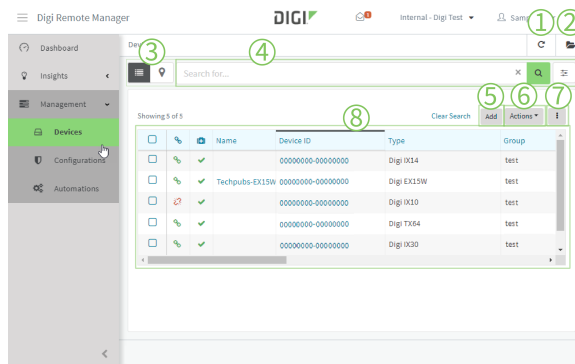 Digi Remote Manager DIGI Internal - Digi Test 1 2
Dashboard 3 4
Insights Search for...
Management
Showing 5 of 5 Clear Search 5 Add 6 Actions 7
Devices 8
Name Device ID Type Group
Configurations 00000000-00000000 Digi IX14 test
Techpubs-EX15W 00000000-00000000 Digi EX15W test
Automations 00000000-00000000 Digi IX10 test
00000000-00000000 Digi TX64 test
00000000-00000000 Digi IX30 test